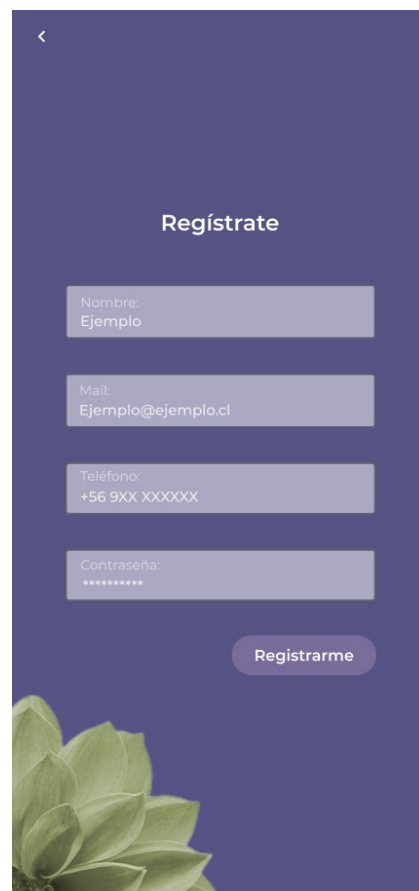 Regístrate
Nombre:
Ejemplo
Mail:
Ejemplo@ejemplo.cl
Teléfono:
+56 9XX XXXXXX
Contraseña:
**********
Registrarme